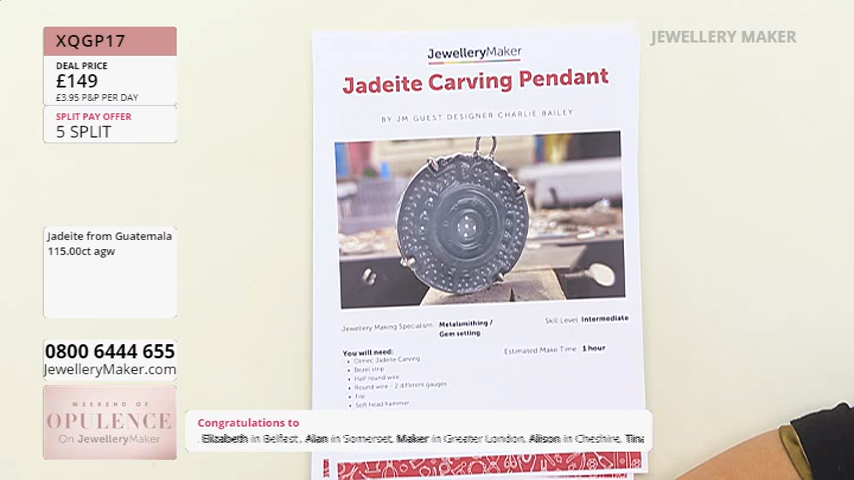 XQGP17
DEAL PRICE
£149
£3.95 P&P PER DAY
SPLIT PAY OFFER
5 SPLIT
Jadeite from Guatemala
115.00ct agw
0800 6444 655
JewelleryMaker.com
WEEKEND OF
OPULENCE
On JewelleryMaker
JEWELLERY MAKER
JewelleryMaker
Jadeite Carving Pendant
BY JM GUEST DESIGNER CHARLIE BAILEY
Jewellery Making Specialism: Metalsmithing /
Gem setting
Skill Level: Intermediate
Estimated Make Time: 1 hour
You will need:
Olmec Jadeite Carving
Bezel strip
Half round wire
Round wire - 2 different gauges
File
Soft head hammer
Congratulations to
Elizabeth in Belfast, Alan in Somerset, Maker in Greater London, Alison in Cheshire, Tina